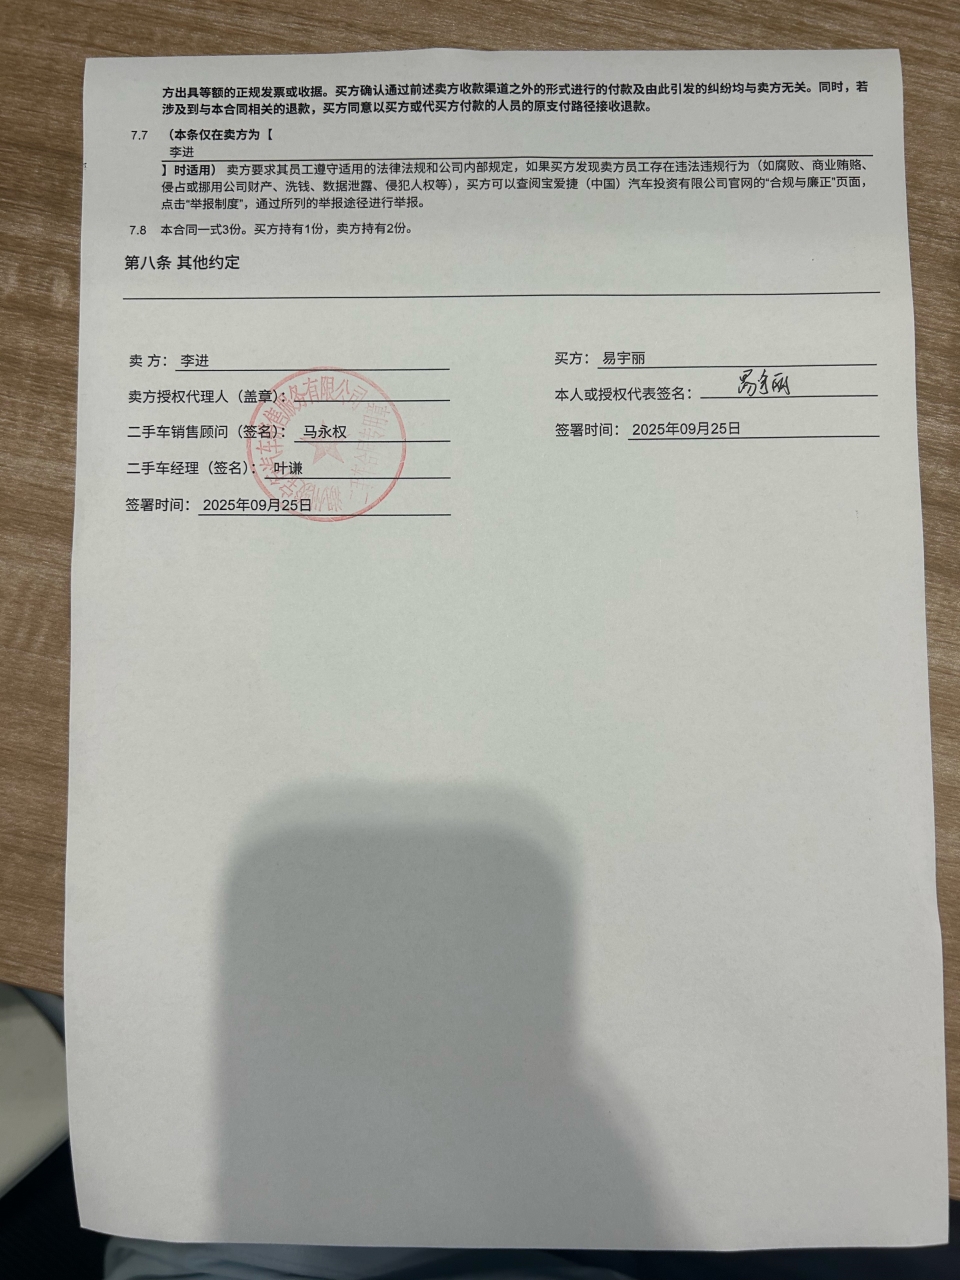 方出具等额的正规发票或收据。买方确认通过前述卖方收款渠道之外的形式进行的付款及由此引发的纠纷均与卖方无关。同时，若
涉及到与本合同相关的退款，买方同意以买方或代买方付款的人员的原支付路径接收退款。
7.7 （本条仅在卖方为【
李进
】时适用） 卖方要求其员工遵守适用的法律法规和公司内部规定，如果买方发现卖方员工存在违法违规行为（如腐败、商业贿赂、
侵占或挪用公司财产、洗钱、数据泄露、侵犯人权等），买方可以查阅宝爱捷（中国）汽车投资有限公司官网的“合规与廉正”页面，
点击“举报制度”，通过所列的举报途径进行举报。
7.8 本合同一式3份。买方持有1份，卖方持有2份。
第八条 其他约定
卖 方： 李进
卖方授权代理人（盖章）：
二手车销售顾问（签名）： 马永权
二手车经理（签名）： 叶谦
签署时间： 2025年09月25日
买方： 易宇丽
本人或授权代表签名： 易宇丽
签署时间： 2025年09月25日
汽车销售服务有限公司